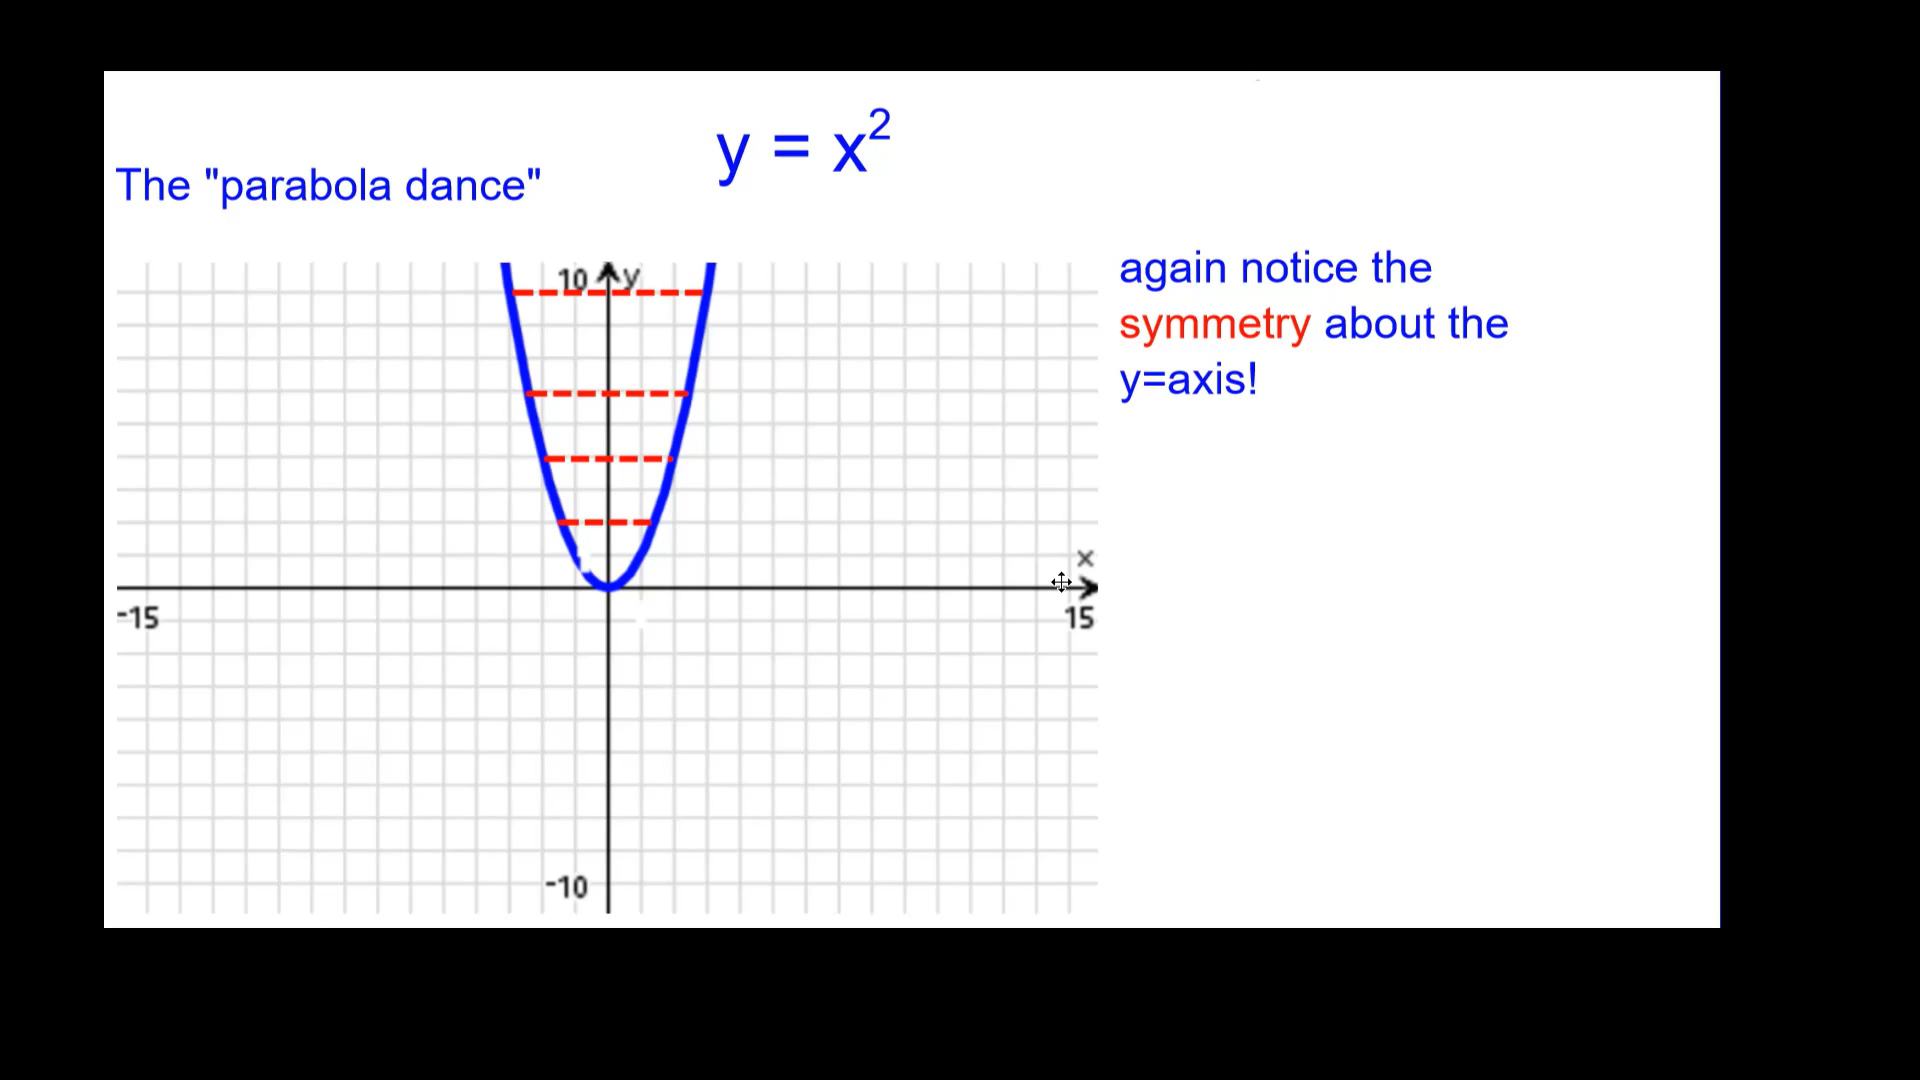 y = x²
The "parabola dance"
again notice the
symmetry about the
y=axis!
10 y
x
-15
15
-10